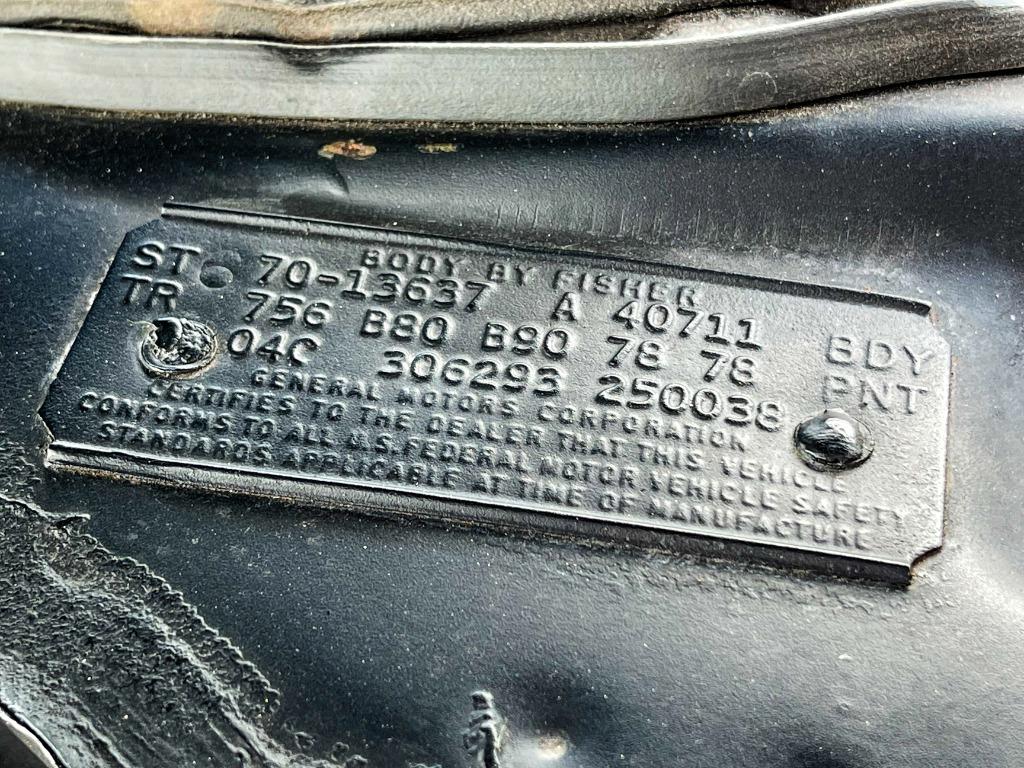 BODY BY FISHER
ST 70-13637 A 40711 BDY
TR 756 B80 B90 78 78 PNT
04C 306293 250038
GENERAL MOTORS CORPORATION
CERTIFIES TO THE DEALER THAT THIS VEHICLE
CONFORMS TO ALL U.S. FEDERAL MOTOR VEHICLE SAFETY
STANDARDS APPLICABLE AT TIME OF MANUFACTURE